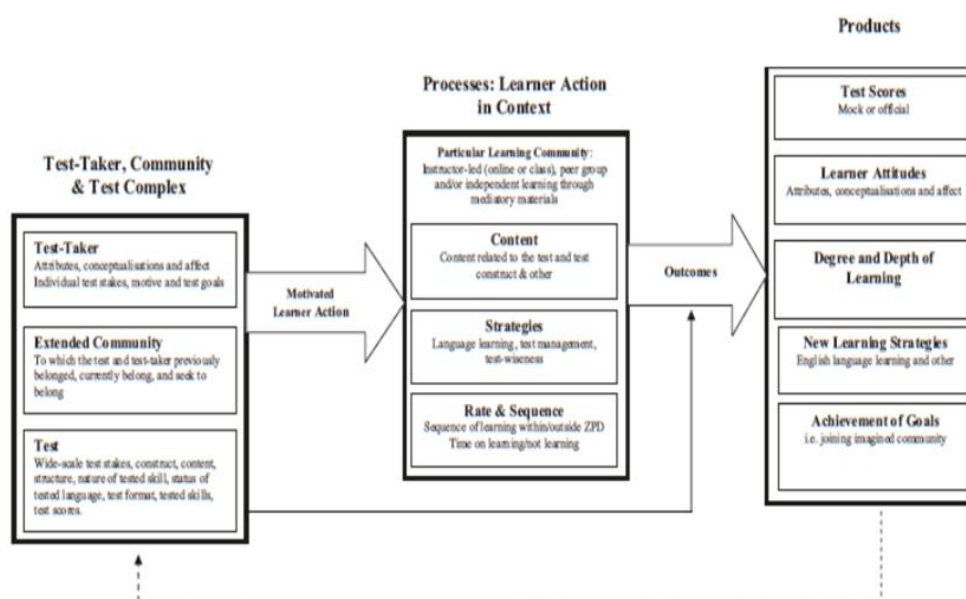 Products
Processes: Learner Action
in Context
Test-Taker, Community
& Test Complex
Test-Taker
Attributes, conceptualisations and affect
Individual test stakes, motive and test goals
Extended Community
To which the test and test-taker previously
belonged, currently belong, and seek to
belong
Test
Wide-scale test stakes, construct, content,
structure, nature of tested skill, status of
tested language, test format, tested skills,
test scores.
Motivated
Learner Action
Particular Learning Community:
Instructor-led (online or class), peer group
and/or independent learning through
mediatory materials
Content
Content related to the test and test
construct & other
Strategies
Language learning, test management,
test-wiseness
Rate & Sequence
Sequence of learning within/outside ZPD
Time on learning/not learning
Outcomes
Test Scores
Mock or official
Learner Attitudes
Attributes, conceptualisations and affect
Degree and Depth of
Learning
New Learning Strategies
English language learning and other
Achievement of Goals
i.e. joining imagined community